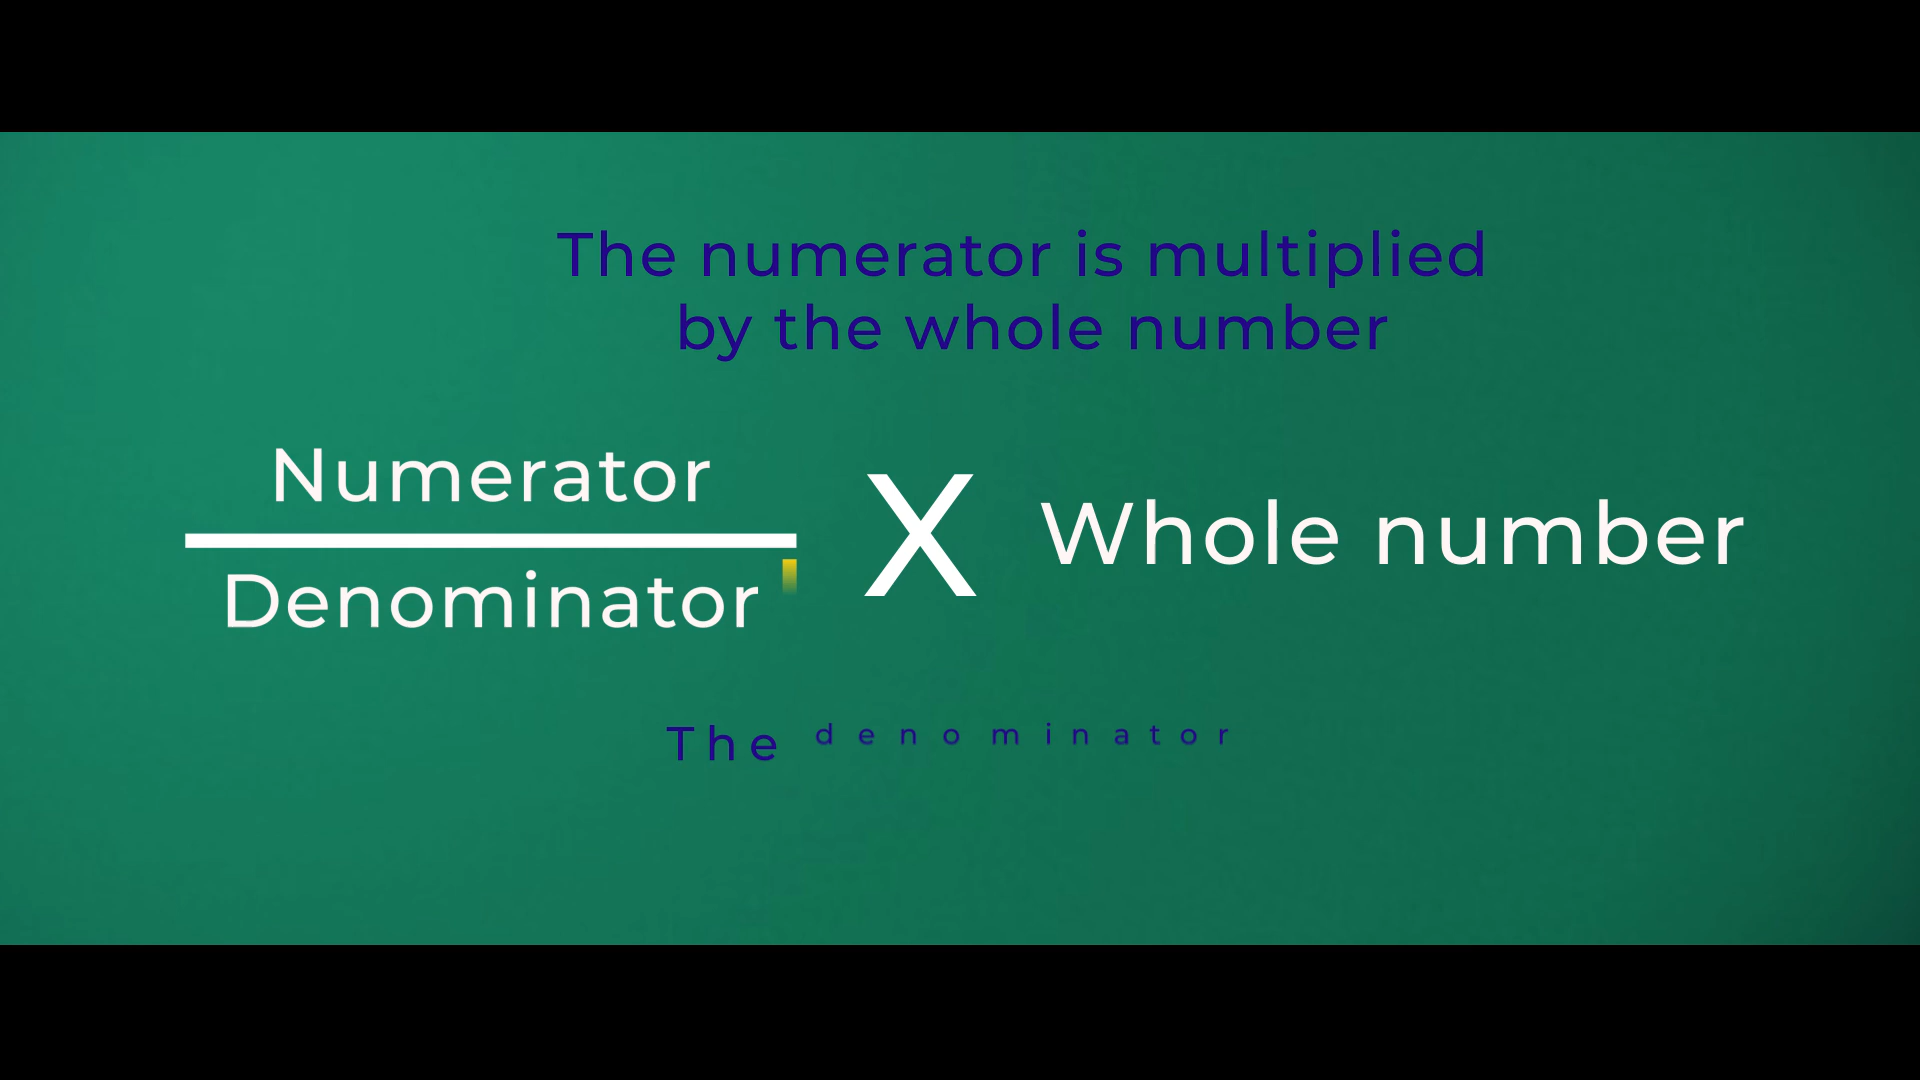 The numerator is multiplied
by the whole number
Numerator
Denominator
X
Whole number
The denominator